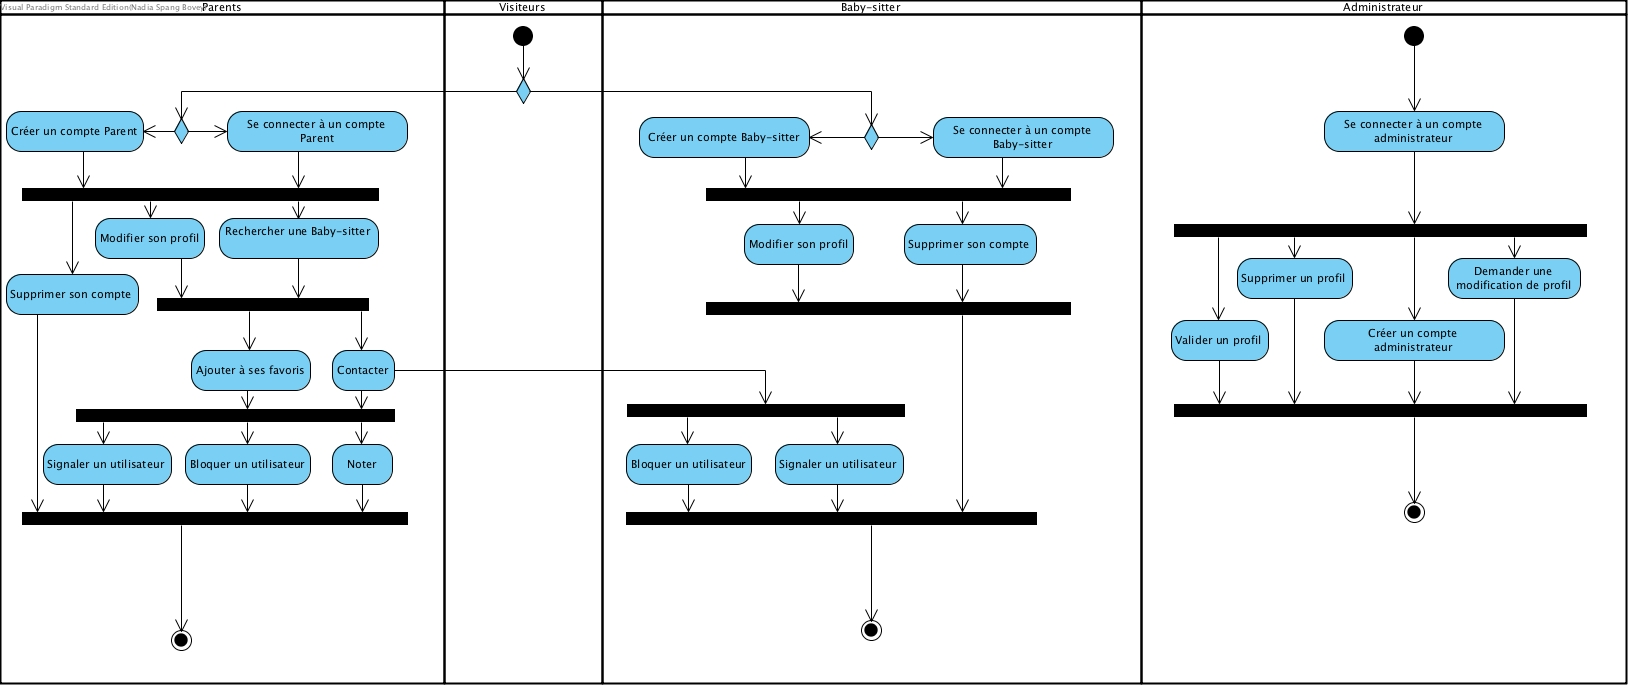 Visual Paradigm Standard Edition(Nadia Spang Bovey)
Parents
Visiteurs
Baby-sitter
Administrateur
Créer un compte Parent
Se connecter à un compte
Parent
Créer un compte Baby-sitter
Se connecter à un compte
Baby-sitter
Se connecter à un compte
administrateur
Modifier son profil
Rechercher une Baby-sitter
Supprimer son compte
Modifier son profil
Supprimer son compte
Supprimer un profil
Demander une
modification de profil
Valider un profil
Créer un compte
administrateur
Ajouter à ses favoris
Contacter
Signaler un utilisateur
Bloquer un utilisateur
Noter
Bloquer un utilisateur
Signaler un utilisateur